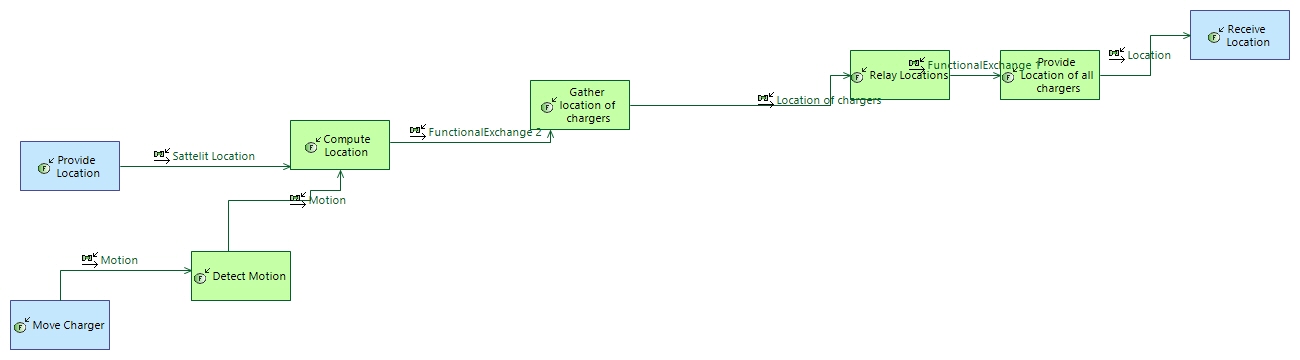 Receive
Location
Location
FunctionalExchange 1
Relay Locations
Provide
Location of all
chargers
Gather
location of
chargers
Location of chargers
Compute
Location
FunctionalExchange 2
Provide
Location
Sattelit Location
Motion
Motion
Detect Motion
Move Charger